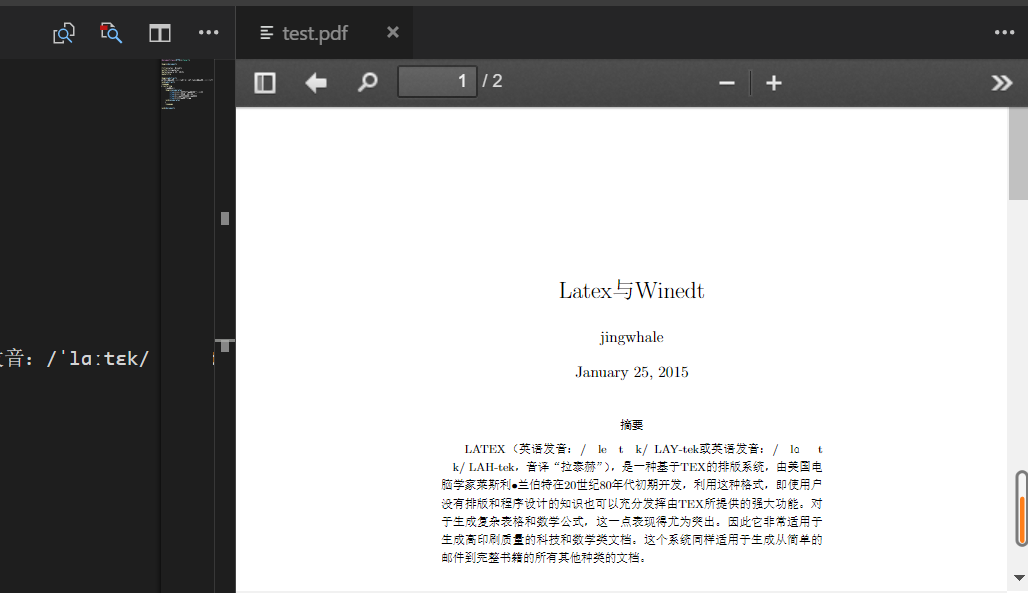 test.pdf
1 / 2
音：/ˈlɑːtɛk/
Latex与Winedt
jingwhale
January 25, 2015
摘要
LATEX（英语发音：/ le t k/ LAY-tek或英语发音：/ lɑ t
k/ LAH-tek，音译“拉泰赫”），是一种基于TEX的排版系统，由美国电
脑学家莱斯利●兰伯特在20世纪80年代初期开发，利用这种格式，即使用户
没有排版和程序设计的知识也可以充分发挥由TEX所提供的强大功能。对
于生成复杂表格和数学公式，这一点表现得尤为突出。因此它非常适用于
生成高印刷质量的科技和数学类文档。这个系统同样适用于生成从简单的
邮件到完整书籍的所有其他种类的文档。